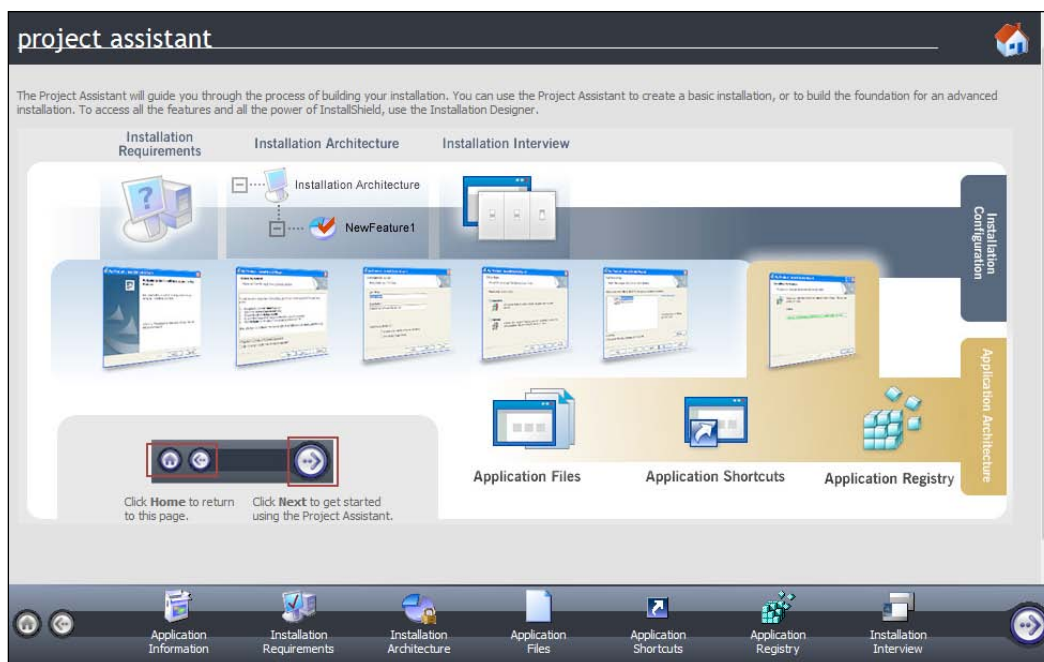 project assistant
The Project Assistant will guide you through the process of building your installation. You can use the Project Assistant to create a basic installation, or to build the foundation for an advanced
installation. To access all the features and all the power of InstallShield, use the Installation Designer.
Installation
Requirements
Installation Architecture
Installation Interview
Installation Architecture
NewFeature1
Installation
Configuration
Application Architecture
Application Files
Application Shortcuts
Application Registry
Click Home to return
to this page.
Click Next to get started
using the Project Assistant.
Application
Information
Installation
Requirements
Installation
Architecture
Application
Files
Application
Shortcuts
Application
Registry
Installation
Interview